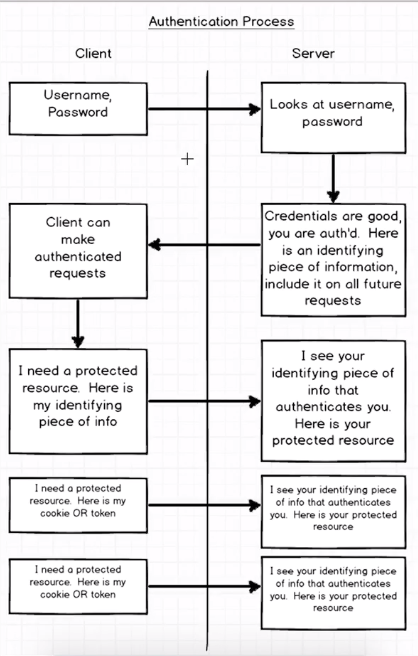 Authentication Process
Client
Server
Username,
Password
Looks at username,
password
Credentials are good,
you are auth'd. Here
is an identifying
piece of information,
include it on all future
requests
Client can
make
authenticated
requests
I need a protected
resource. Here is
my identifying
piece of info
I see your
identifying piece of
info that
authenticates you.
Here is your
protected resource
I need a protected
resource. Here is my
cookie OR token
I see your identifying piece
of info that authenticates
you. Here is your protected
resource
I need a protected
resource. Here is my
cookie OR token
I see your identifying piece
of info that authenticates
you. Here is your protected
resource